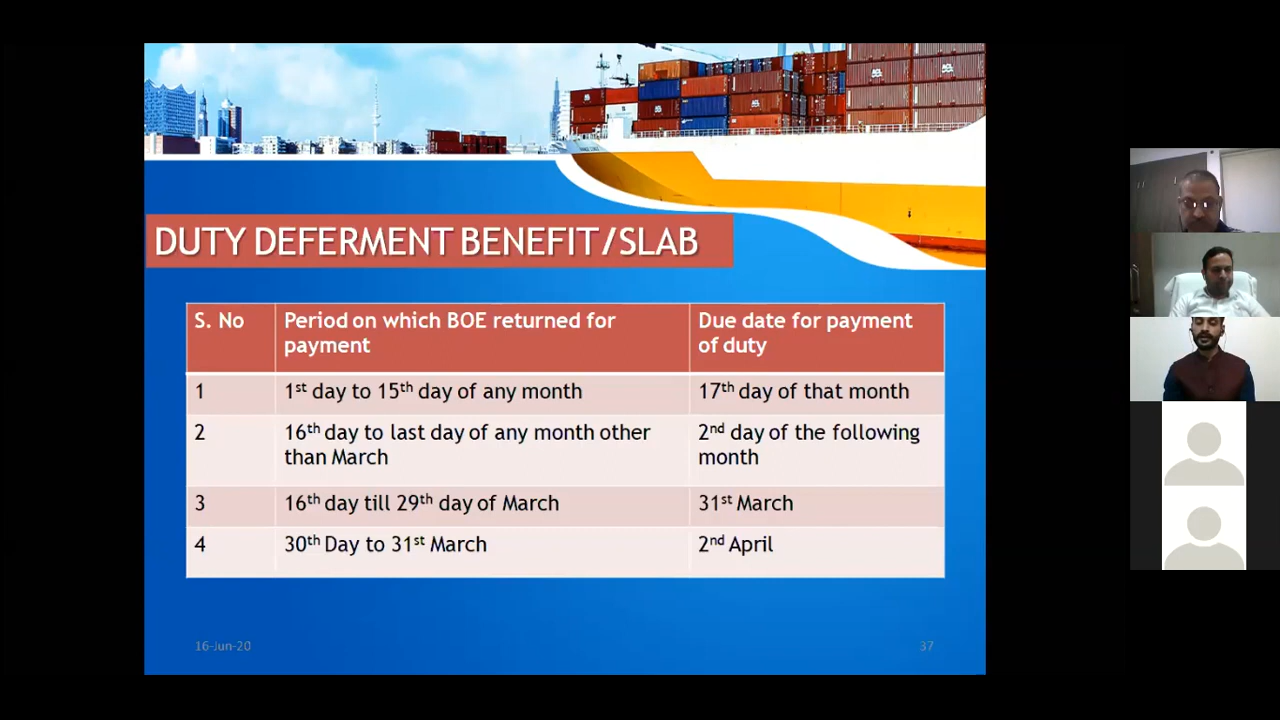 DUTY DEFERMENT BENEFIT/SLAB
S. No Period on which BOE returned for payment Due date for payment of duty
1 1st day to 15th day of any month 17th day of that month
2 16th day to last day of any month other than March 2nd day of the following month
3 16th day till 29th day of March 31st March
4 30th Day to 31st March 2nd April
16-Jun-20 37